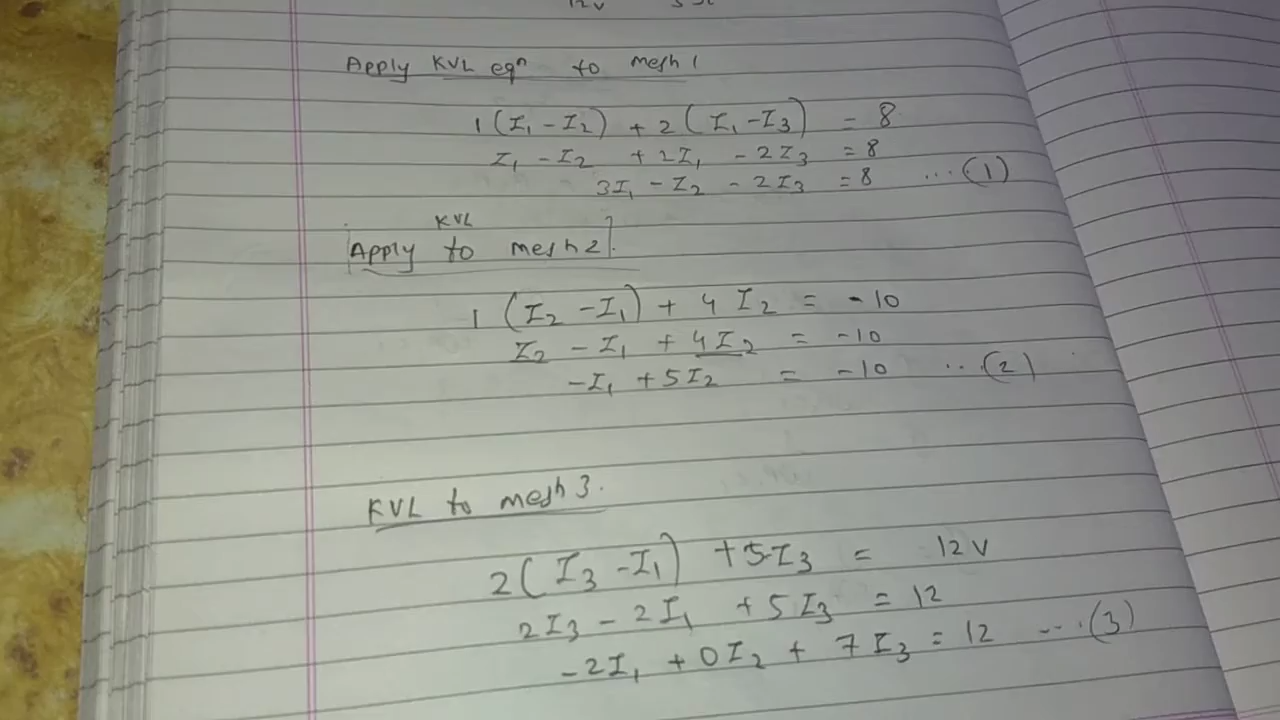 12V 5Ω
Apply KVL eqn to mesh 1
1(I1 - I2) + 2(I1 - I3) = 8
I1 - I2 + 2I1 - 2I3 = 8
3I1 - I2 - 2I3 = 8 ...(1)
KVL
Apply to mesh 2.
1(I2 - I1) + 4I2 = -10
I2 - I1 + 4I2 = -10
-I1 + 5I2 = -10 ...(2)
KVL to mesh 3.
2(I3 - I1) + 5I3 = 12V
2I3 - 2I1 + 5I3 = 12
-2I1 + 0I2 + 7I3 = 12 ...(3)